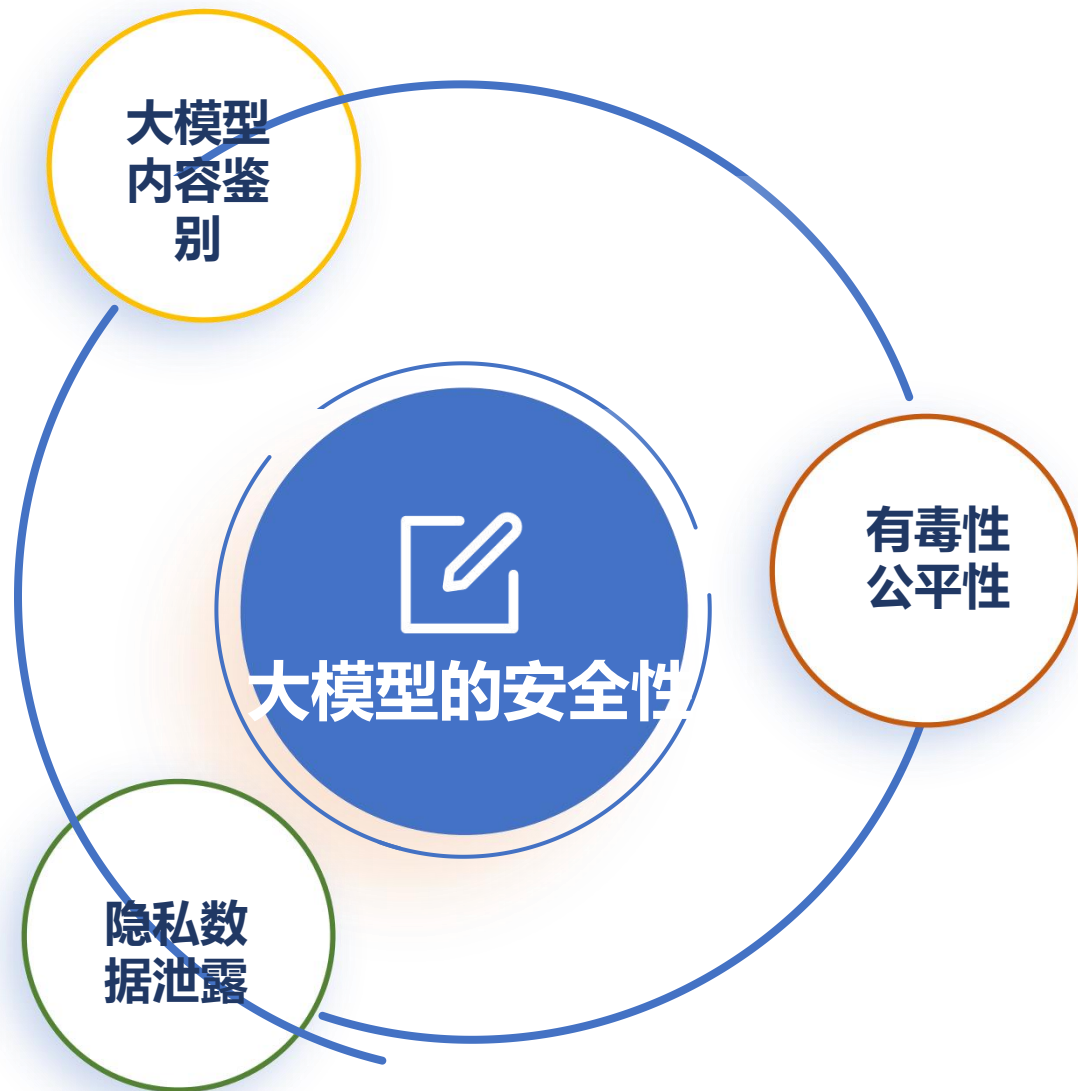 大模型
内容鉴
别
有毒性
公平性
大模型的安全性
隐私数
据泄露